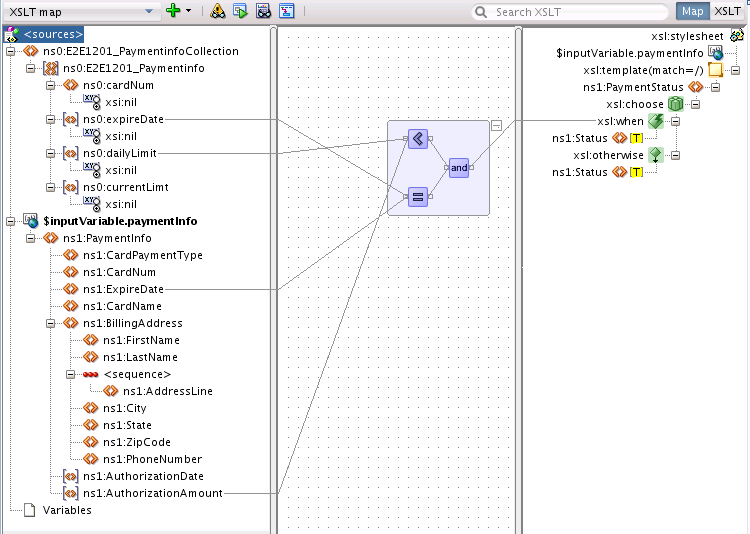 XSLT map
Search XSLT
Map
XSLT
<sources>
ns0:E2E1201_PaymentinfoCollection
ns0:E2E1201_Paymentinfo
ns0:cardNum
xsi:nil
ns0:expireDate
xsi:nil
ns0:dailyLimit
xsi:nil
ns0:currentLimt
xsi:nil
$inputVariable.paymentInfo
ns1:PaymentInfo
ns1:CardPaymentType
ns1:CardNum
ns1:ExpireDate
ns1:CardName
ns1:BillingAddress
ns1:FirstName
ns1:LastName
<sequence>
ns1:AddressLine
ns1:City
ns1:State
ns1:ZipCode
ns1:PhoneNumber
ns1:AuthorizationDate
ns1:AuthorizationAmount
Variables
<
and
=
xsl:stylesheet
$inputVariable.paymentInfo
xsl:template(match=/)
ns1:PaymentStatus
xsl:choose
xsl:when
ns1:Status T
xsl:otherwise
ns1:Status T